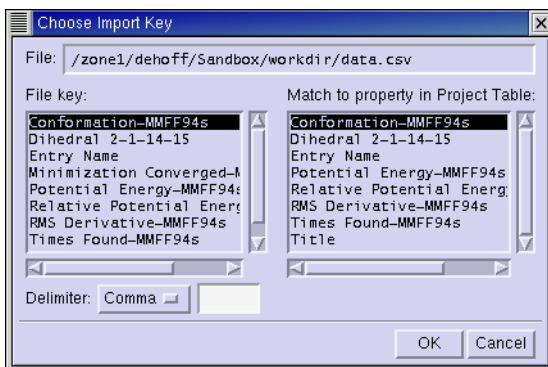 Choose Import Key
File: /zone1/dehoff/Sandbox/workdir/data.csv
File key:
Conformation-MMFF94s
Dihedral 2-1-14-15
Entry Name
Minimization Converged-M
Potential Energy-MMFF94s
Relative Potential Energ
RMS Derivative-MMFF94s
Times Found-MMFF94s
Match to property in Project Table:
Conformation-MMFF94s
Dihedral 2-1-14-15
Entry Name
Potential Energy-MMFF94s
Relative Potential Energ
RMS Derivative-MMFF94s
Times Found-MMFF94s
Title
Delimiter: Comma
OK Cancel